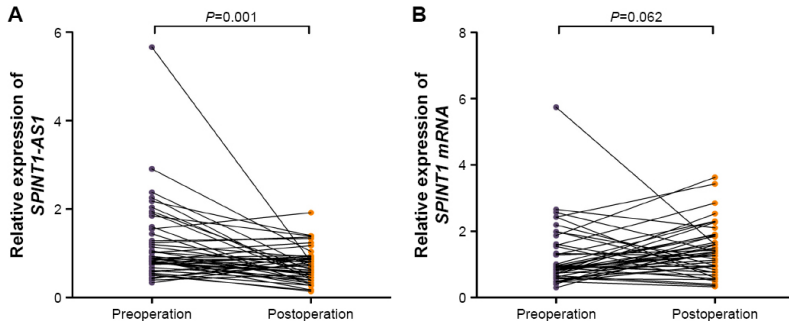 A
P=0.001
Relative expression of
SPINT1-AS1
6
4
2
0
Preoperation
Postoperation
B
P=0.062
Relative expression of
SPINT1 mRNA
8
6
4
2
0
Preoperation
Postoperation